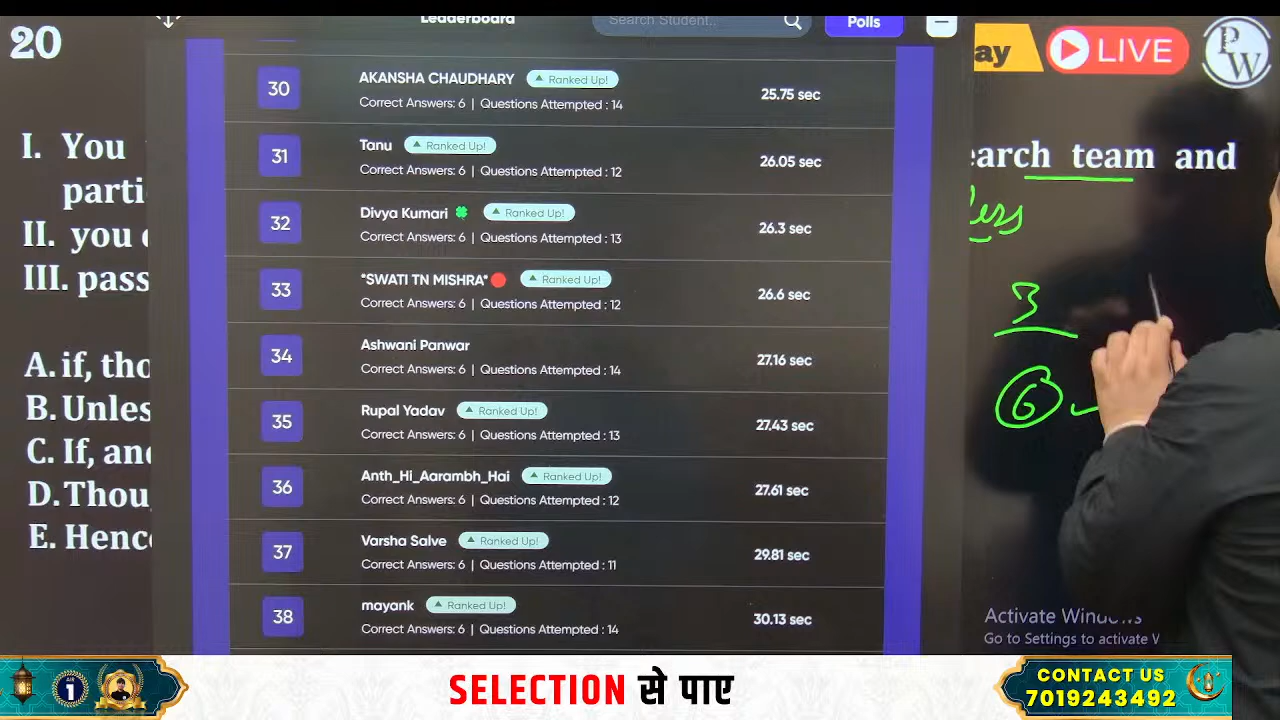 20
Leaderboard
Search Student..
Polls
ay
LIVE
PW
I. You
parti
II. you
III. pass
A. if, tho
B. Unles
C. If, and
D. Thou
E. Hence
earch team and
less
3
6
30
AKANSHA CHAUDHARY Ranked Up!
Correct Answers: 6 | Questions Attempted : 14
25.75 sec
31
Tanu Ranked Up!
Correct Answers: 6 | Questions Attempted : 12
26.05 sec
32
Divya Kumari Ranked Up!
Correct Answers: 6 | Questions Attempted : 13
26.3 sec
33
"SWATI TN MISHRA" Ranked Up!
Correct Answers: 6 | Questions Attempted : 12
26.6 sec
34
Ashwani Panwar
Correct Answers: 6 | Questions Attempted : 14
27.16 sec
35
Rupal Yadav Ranked Up!
Correct Answers: 6 | Questions Attempted : 13
27.43 sec
36
Anth_Hi_Aarambh_Hai Ranked Up!
Correct Answers: 6 | Questions Attempted : 12
27.61 sec
37
Varsha Salve Ranked Up!
Correct Answers: 6 | Questions Attempted : 11
29.81 sec
38
mayank Ranked Up!
Correct Answers: 6 | Questions Attempted : 14
30.13 sec
Activate Windows
Go to Settings to activate W
1
SELECTION से पाए
CONTACT US
7019243492